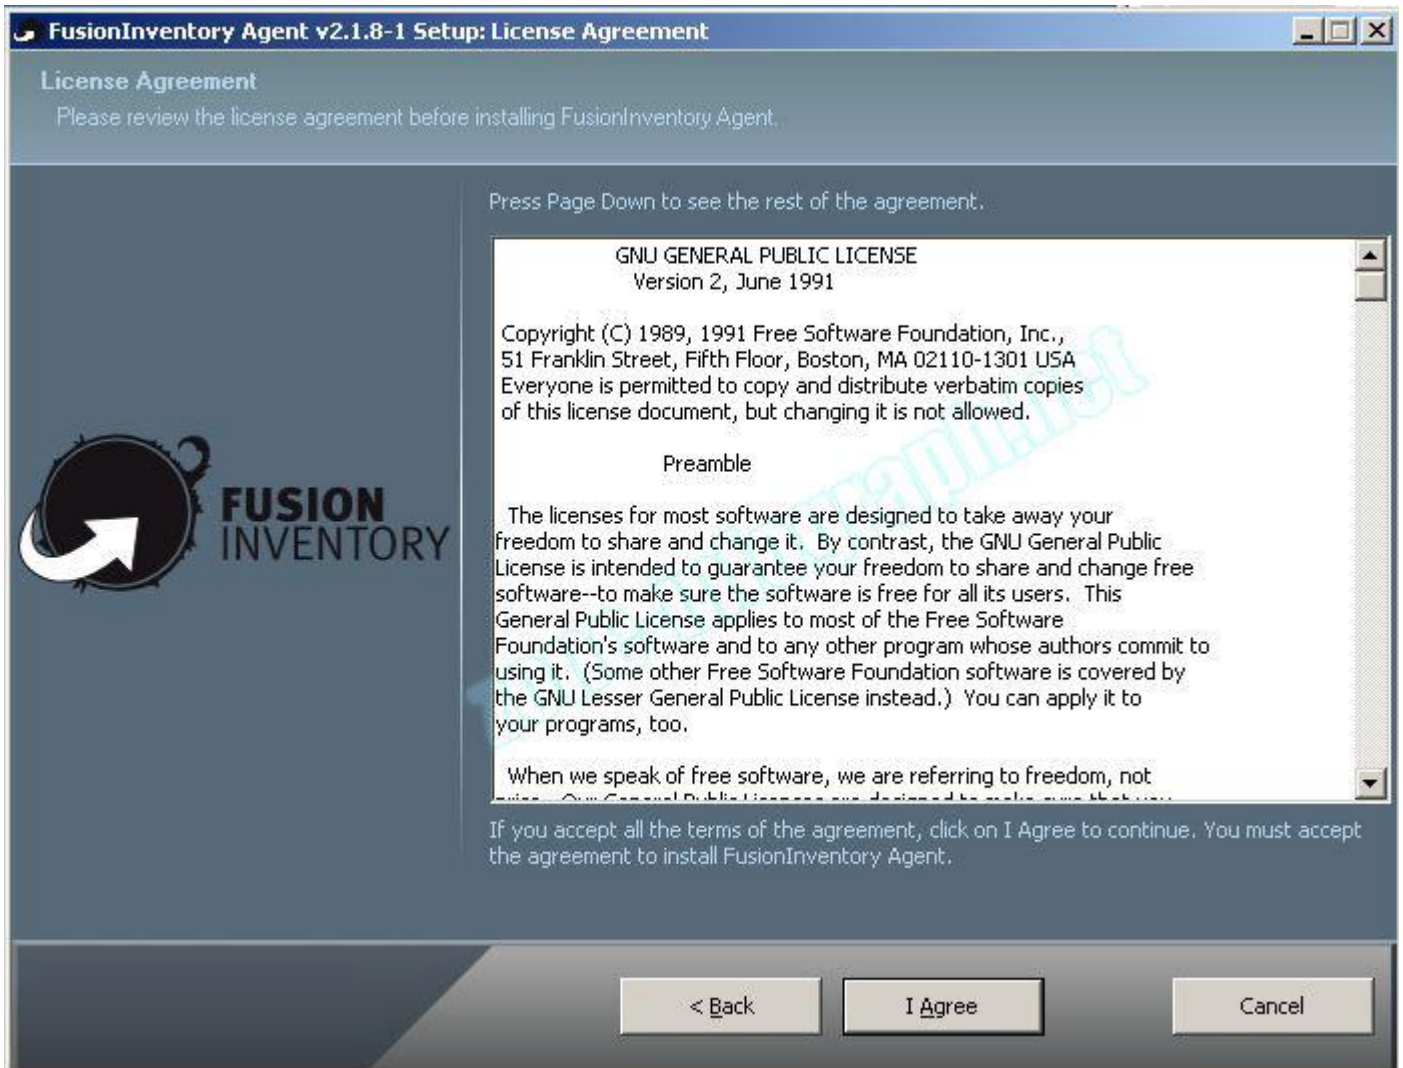 FusionInventory Agent v2.1.8-1 Setup: License Agreement
License Agreement
Please review the license agreement before installing FusionInventory Agent.
Press Page Down to see the rest of the agreement.
GNU GENERAL PUBLIC LICENSE
Version 2, June 1991
Copyright (C) 1989, 1991 Free Software Foundation, Inc.,
51 Franklin Street, Fifth Floor, Boston, MA 02110-1301 USA
Everyone is permitted to copy and distribute verbatim copies
of this license document, but changing it is not allowed.
Preamble
The licenses for most software are designed to take away your
freedom to share and change it.  By contrast, the GNU General Public
License is intended to guarantee your freedom to share and change free
software--to make sure the software is free for all its users.  This
General Public License applies to most of the Free Software
Foundation's software and to any other program whose authors commit to
using it.  (Some other Free Software Foundation software is covered by
the GNU Lesser General Public License instead.)  You can apply it to
your programs, too.
When we speak of free software, we are referring to freedom, not
FUSION
INVENTORY
If you accept all the terms of the agreement, click on I Agree to continue. You must accept
the agreement to install FusionInventory Agent.
< Back
I Agree
Cancel